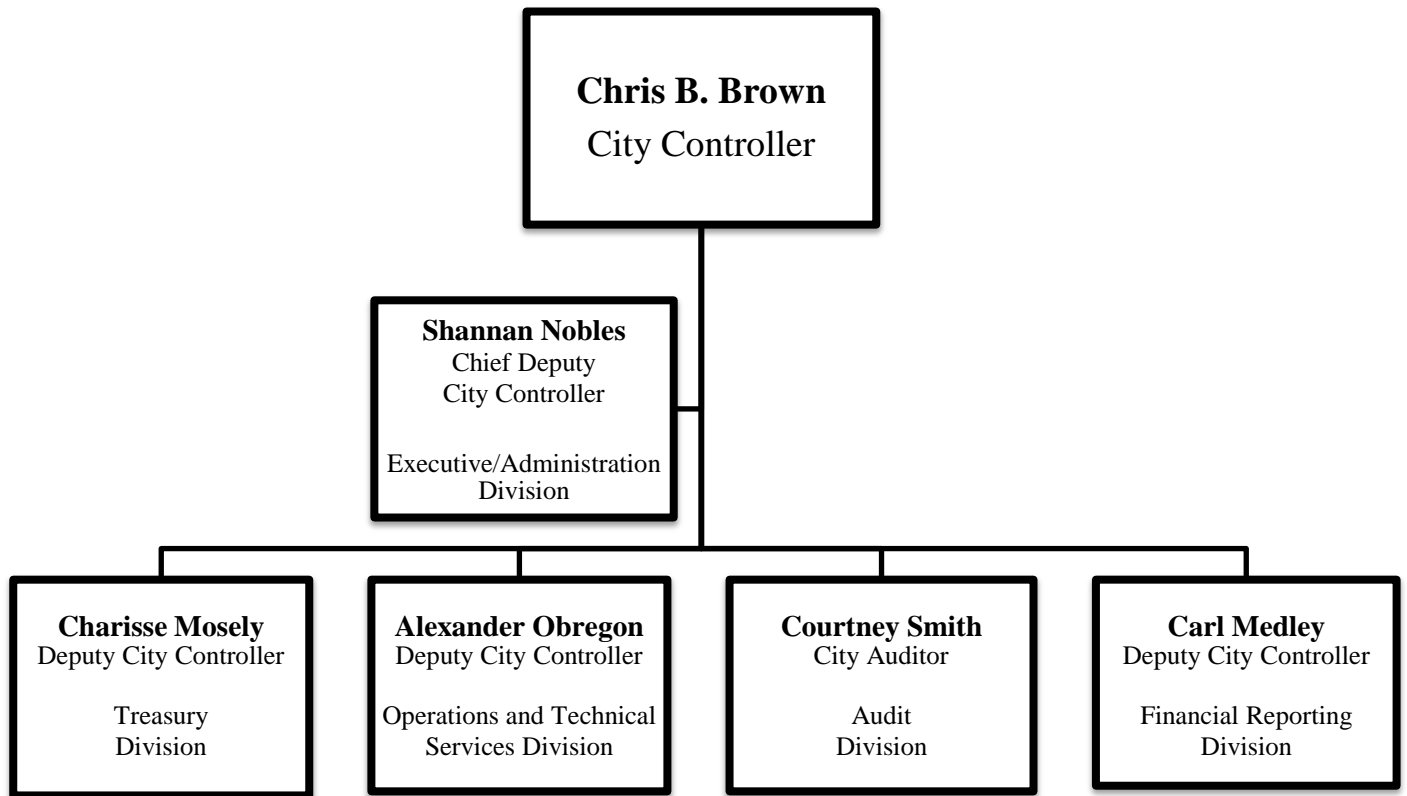 Chris B. Brown
City Controller
Shannan Nobles
Chief Deputy
City Controller
Executive/Administration
Division
Charisse Mosely
Deputy City Controller
Treasury
Division
Alexander Obregon
Deputy City Controller
Operations and Technical
Services Division
Courtney Smith
City Auditor
Audit
Division
Carl Medley
Deputy City Controller
Financial Reporting
Division